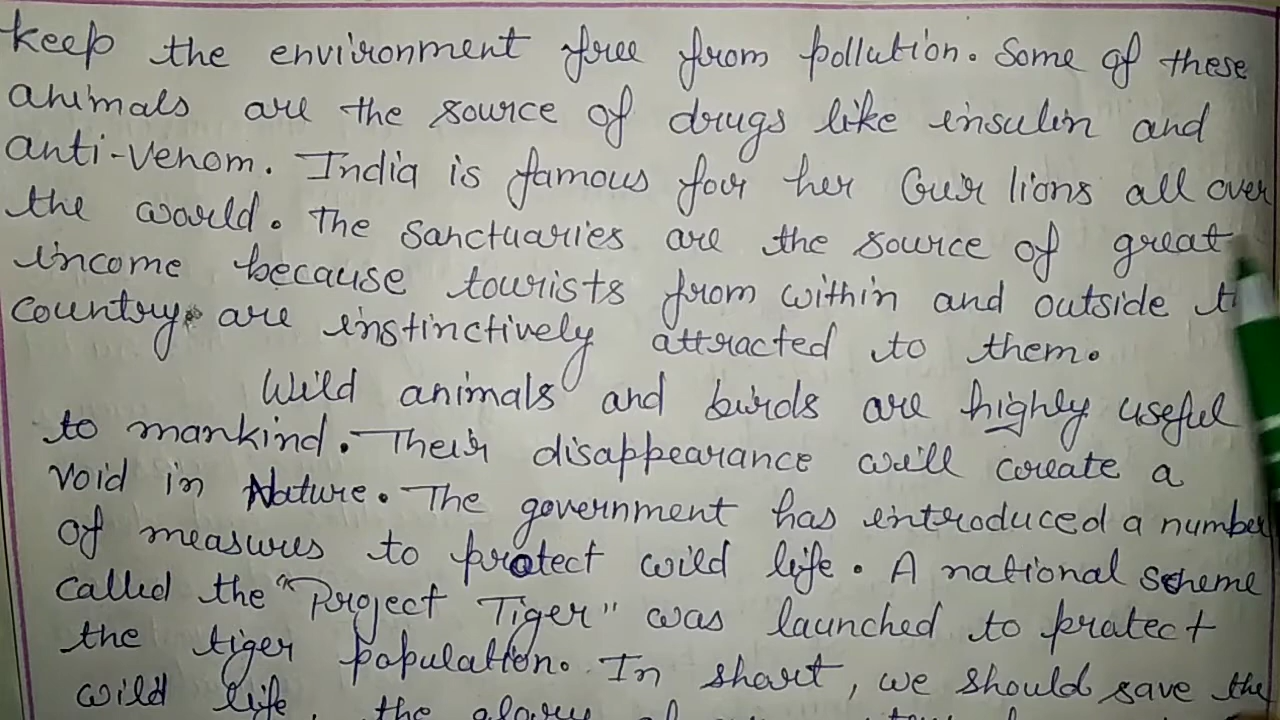 keep the environment free from pollution. Some of these
animals are the source of drugs like insulin and
anti-venom. India is famous for her Guir lions all over
the world. The sanctuaries are the source of great
income because tourists from within and outside
country are instinctively attracted to them.
Wild animals and birds are highly useful
to mankind. Their disappearance will create a
void in Nature. The government has introduced a number
of measures to protect wild life. A national scheme
called the "Project Tiger" was launched to protect
the tiger population. In short, we should save the
wild life, the glory of